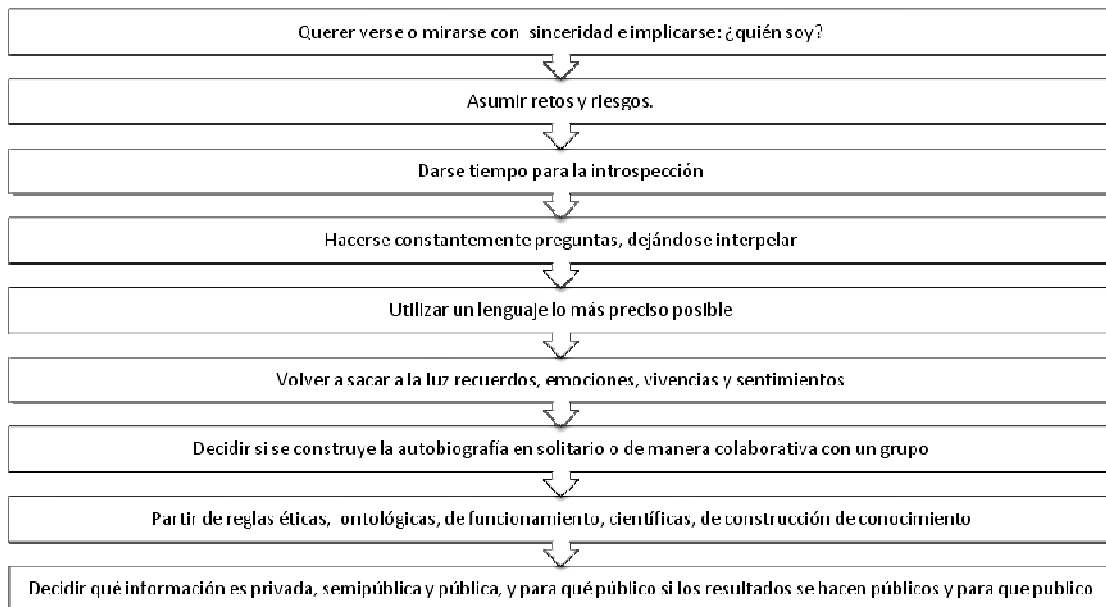 Querer verse o mirarse con sinceridad e implicarse: ¿quién soy?
Asumir retos y riesgos.
Darse tiempo para la introspección
Hacerse constantemente preguntas, dejándose interpelar
Utilizar un lenguaje lo más preciso posible
Volver a sacar a la luz recuerdos, emociones, vivencias y sentimientos
Decidir si se construye la autobiografía en solitario o de manera colaborativa con un grupo
Partir de reglas éticas, ontológicas, de funcionamiento, científicas, de construcción de conocimiento
Decidir qué información es privada, semipública y pública, y para qué público si los resultados se hacen públicos y para que publico